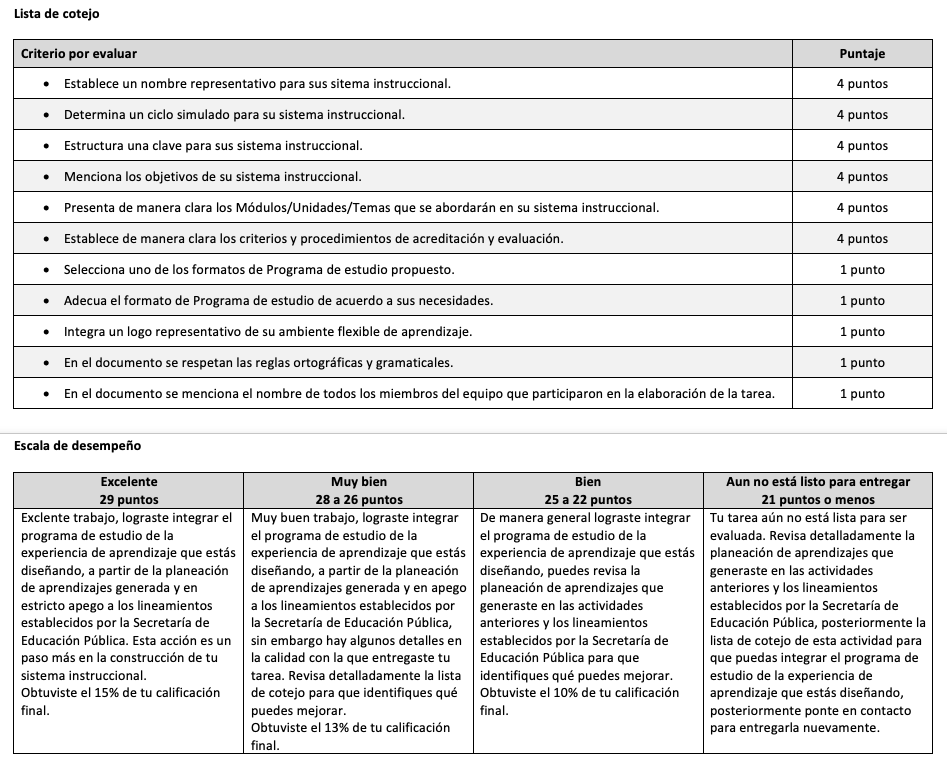 Lista de cotejo
Criterio por evaluar Puntaje
• Establece un nombre representativo para sus sitema instruccional. 4 puntos
• Determina un ciclo simulado para su sistema instruccional. 4 puntos
• Estructura una clave para sus sistema instruccional. 4 puntos
• Menciona los objetivos de su sistema instruccional. 4 puntos
• Presenta de manera clara los Módulos/Unidades/Temas que se abordarán en su sistema instruccional. 4 puntos
• Establece de manera clara los criterios y procedimientos de acreditación y evaluación. 4 puntos
• Selecciona uno de los formatos de Programa de estudio propuesto. 1 punto
• Adecua el formato de Programa de estudio de acuerdo a sus necesidades. 1 punto
• Integra un logo representativo de su ambiente flexible de aprendizaje. 1 punto
• En el documento se respetan las reglas ortográficas y gramaticales. 1 punto
• En el documento se menciona el nombre de todos los miembros del equipo que participaron en la elaboración de la tarea. 1 punto
Escala de desempeño
Excelente
29 puntos
Exclente trabajo, lograste integrar el
programa de estudio de la
experiencia de aprendizaje que estás
diseñando, a partir de la planeación
de aprendizajes generada y en
estricto apego a los lineamientos
establecidos por la Secretaría de
Educación Pública. Esta acción es un
paso más en la construcción de tu
sistema instruccional.
Obtuviste el 15% de tu calificación
final.
Muy bien
28 a 26 puntos
Muy buen trabajo, lograste integrar
el programa de estudio de la
experiencia de aprendizaje que estás
diseñando, a partir de la planeación
de aprendizajes generada y en apego
a los lineamientos establecidos por
la Secretaría de Educación Pública,
sin embargo hay algunos detalles en
la calidad con la que entregaste tu
tarea. Revisa detalladamente la lista
de cotejo para que identifiques qué
puedes mejorar.
Obtuviste el 13% de tu calificación
final.
Bien
25 a 22 puntos
De manera general lograste integrar
el programa de estudio de la
experiencia de aprendizaje que estás
diseñando, puedes revisa la
planeación de aprendizajes que
generaste en las actividades
anteriores y los lineamientos
establecidos por la Secretaría de
Educación Pública para que
identifiques qué puedes mejorar.
Obtuviste el 10% de tu calificación
final.
Aun no está listo para entregar
21 puntos o menos
Tu tarea aún no está lista para ser
evaluada. Revisa detalladamente la
planeación de aprendizajes que
generaste en las actividades
anteriores y los lineamientos
establecidos por la Secretaría de
Educación Pública, posteriormente la
lista de cotejo de esta actividad para
que puedas integrar el programa de
estudio de la experiencia de
aprendizaje que estás diseñando,
posteriormente ponte en contacto
para entregarla nuevamente.